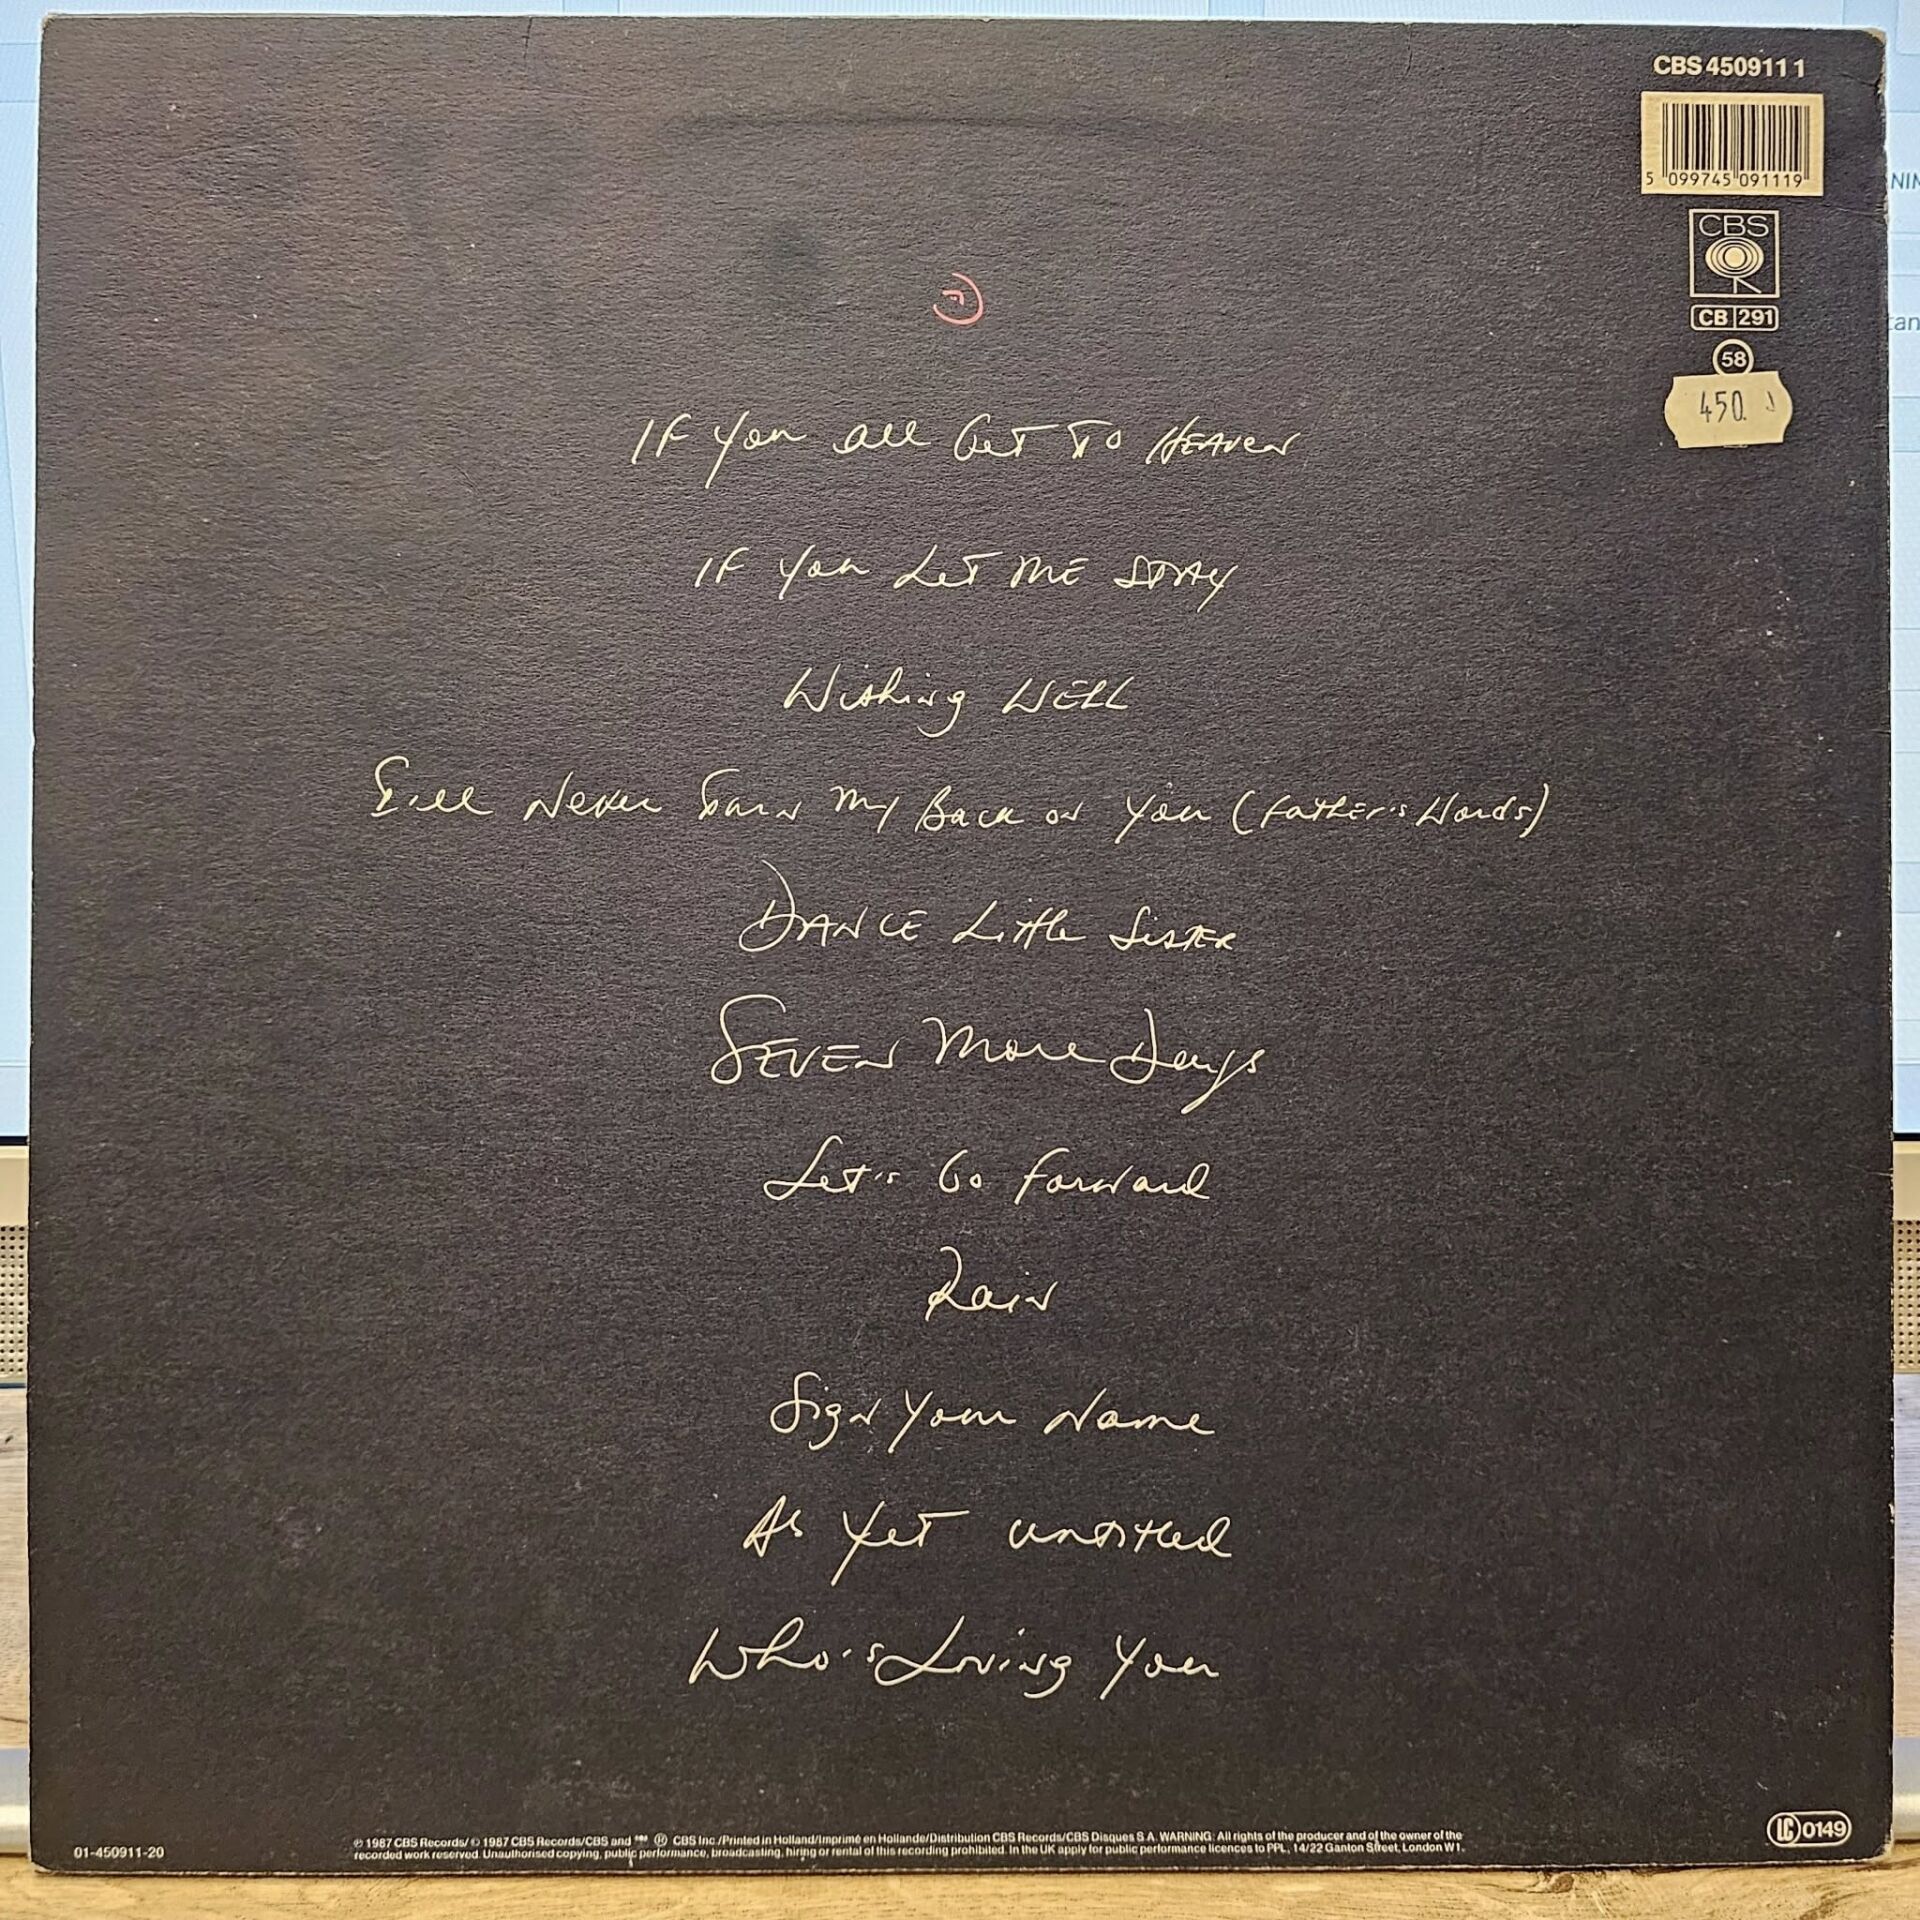 CBS 450911 1
5 099745 091119
CBS
CB 291
58
450.
If You All Get To Heaven
If You Let Me Stay
Wishing Well
I'll Never Turn My Back on You (Father's Words)
Dance Little Sister
Seven More Days
Let's Go Forward
Rain
Sign Your Name
As Yet Untitled
Who's Loving You
01-450911-20
℗ 1987 CBS Records/ © 1987 CBS Records/CBS and ® CBS Inc./Printed in Holland/Imprimé en Hollande/Distribution CBS Records/CBS Disques S.A. WARNING: All rights of the producer and of the owner of the
recorded work reserved. Unauthorised copying, public performance, broadcasting, hiring or rental of this recording prohibited. In the UK apply for public performance licences to PPL, 14/22 Ganton Street, London W1.
LC 0149